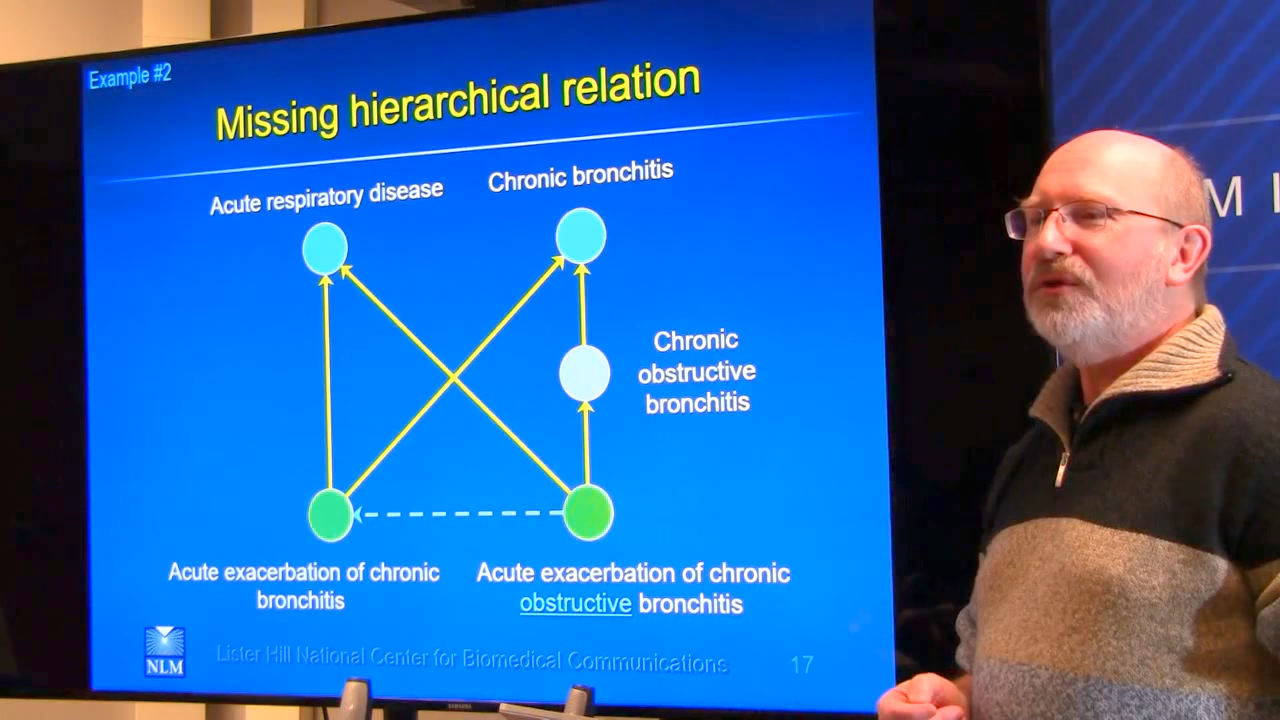 Example #2
Missing hierarchical relation
Acute respiratory disease
Chronic bronchitis
Chronic
obstructive
bronchitis
Acute exacerbation of chronic
bronchitis
Acute exacerbation of chronic
obstructive bronchitis
NLM
Lister Hill National Center for Biomedical Communications
17
SAMSUNG
M I